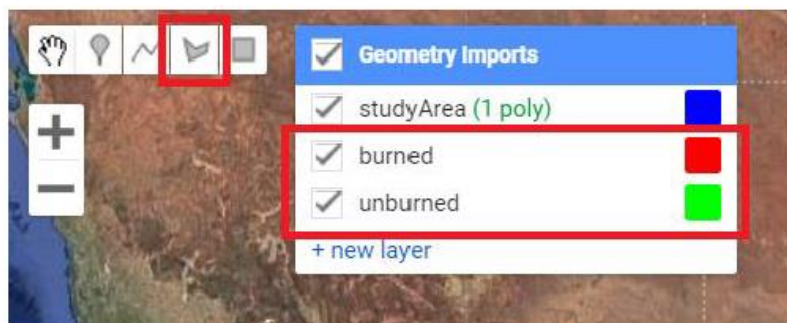 Geometry Imports
studyArea (1 poly)
burned
unburned
+ new layer